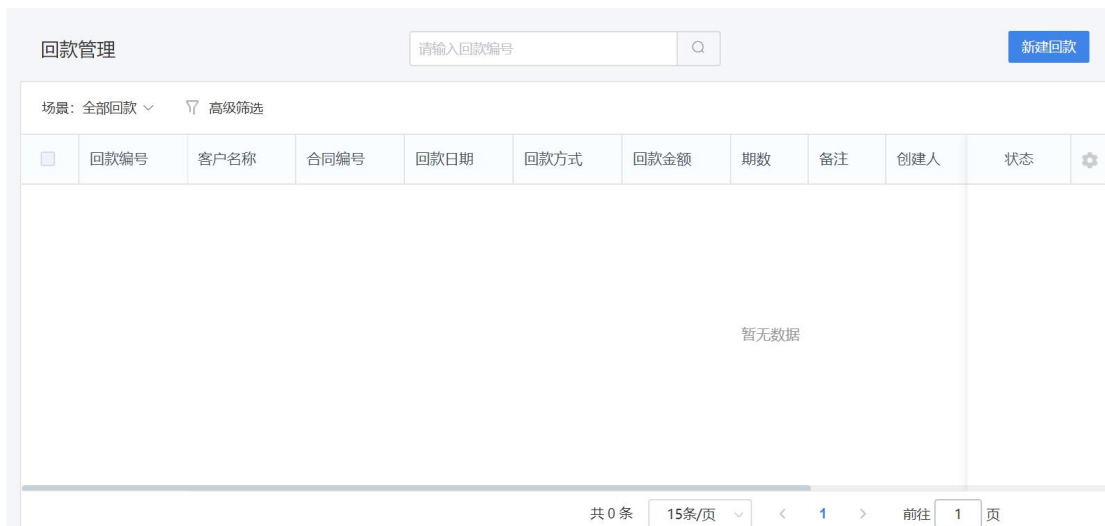 回款管理
请输入回款编号
新建回款
场景：全部回款
高级筛选
回款编号 客户名称 合同编号 回款日期 回款方式 回款金额 期数 备注 创建人 状态
暂无数据
共 0 条 15条/页 1 前往 1 页